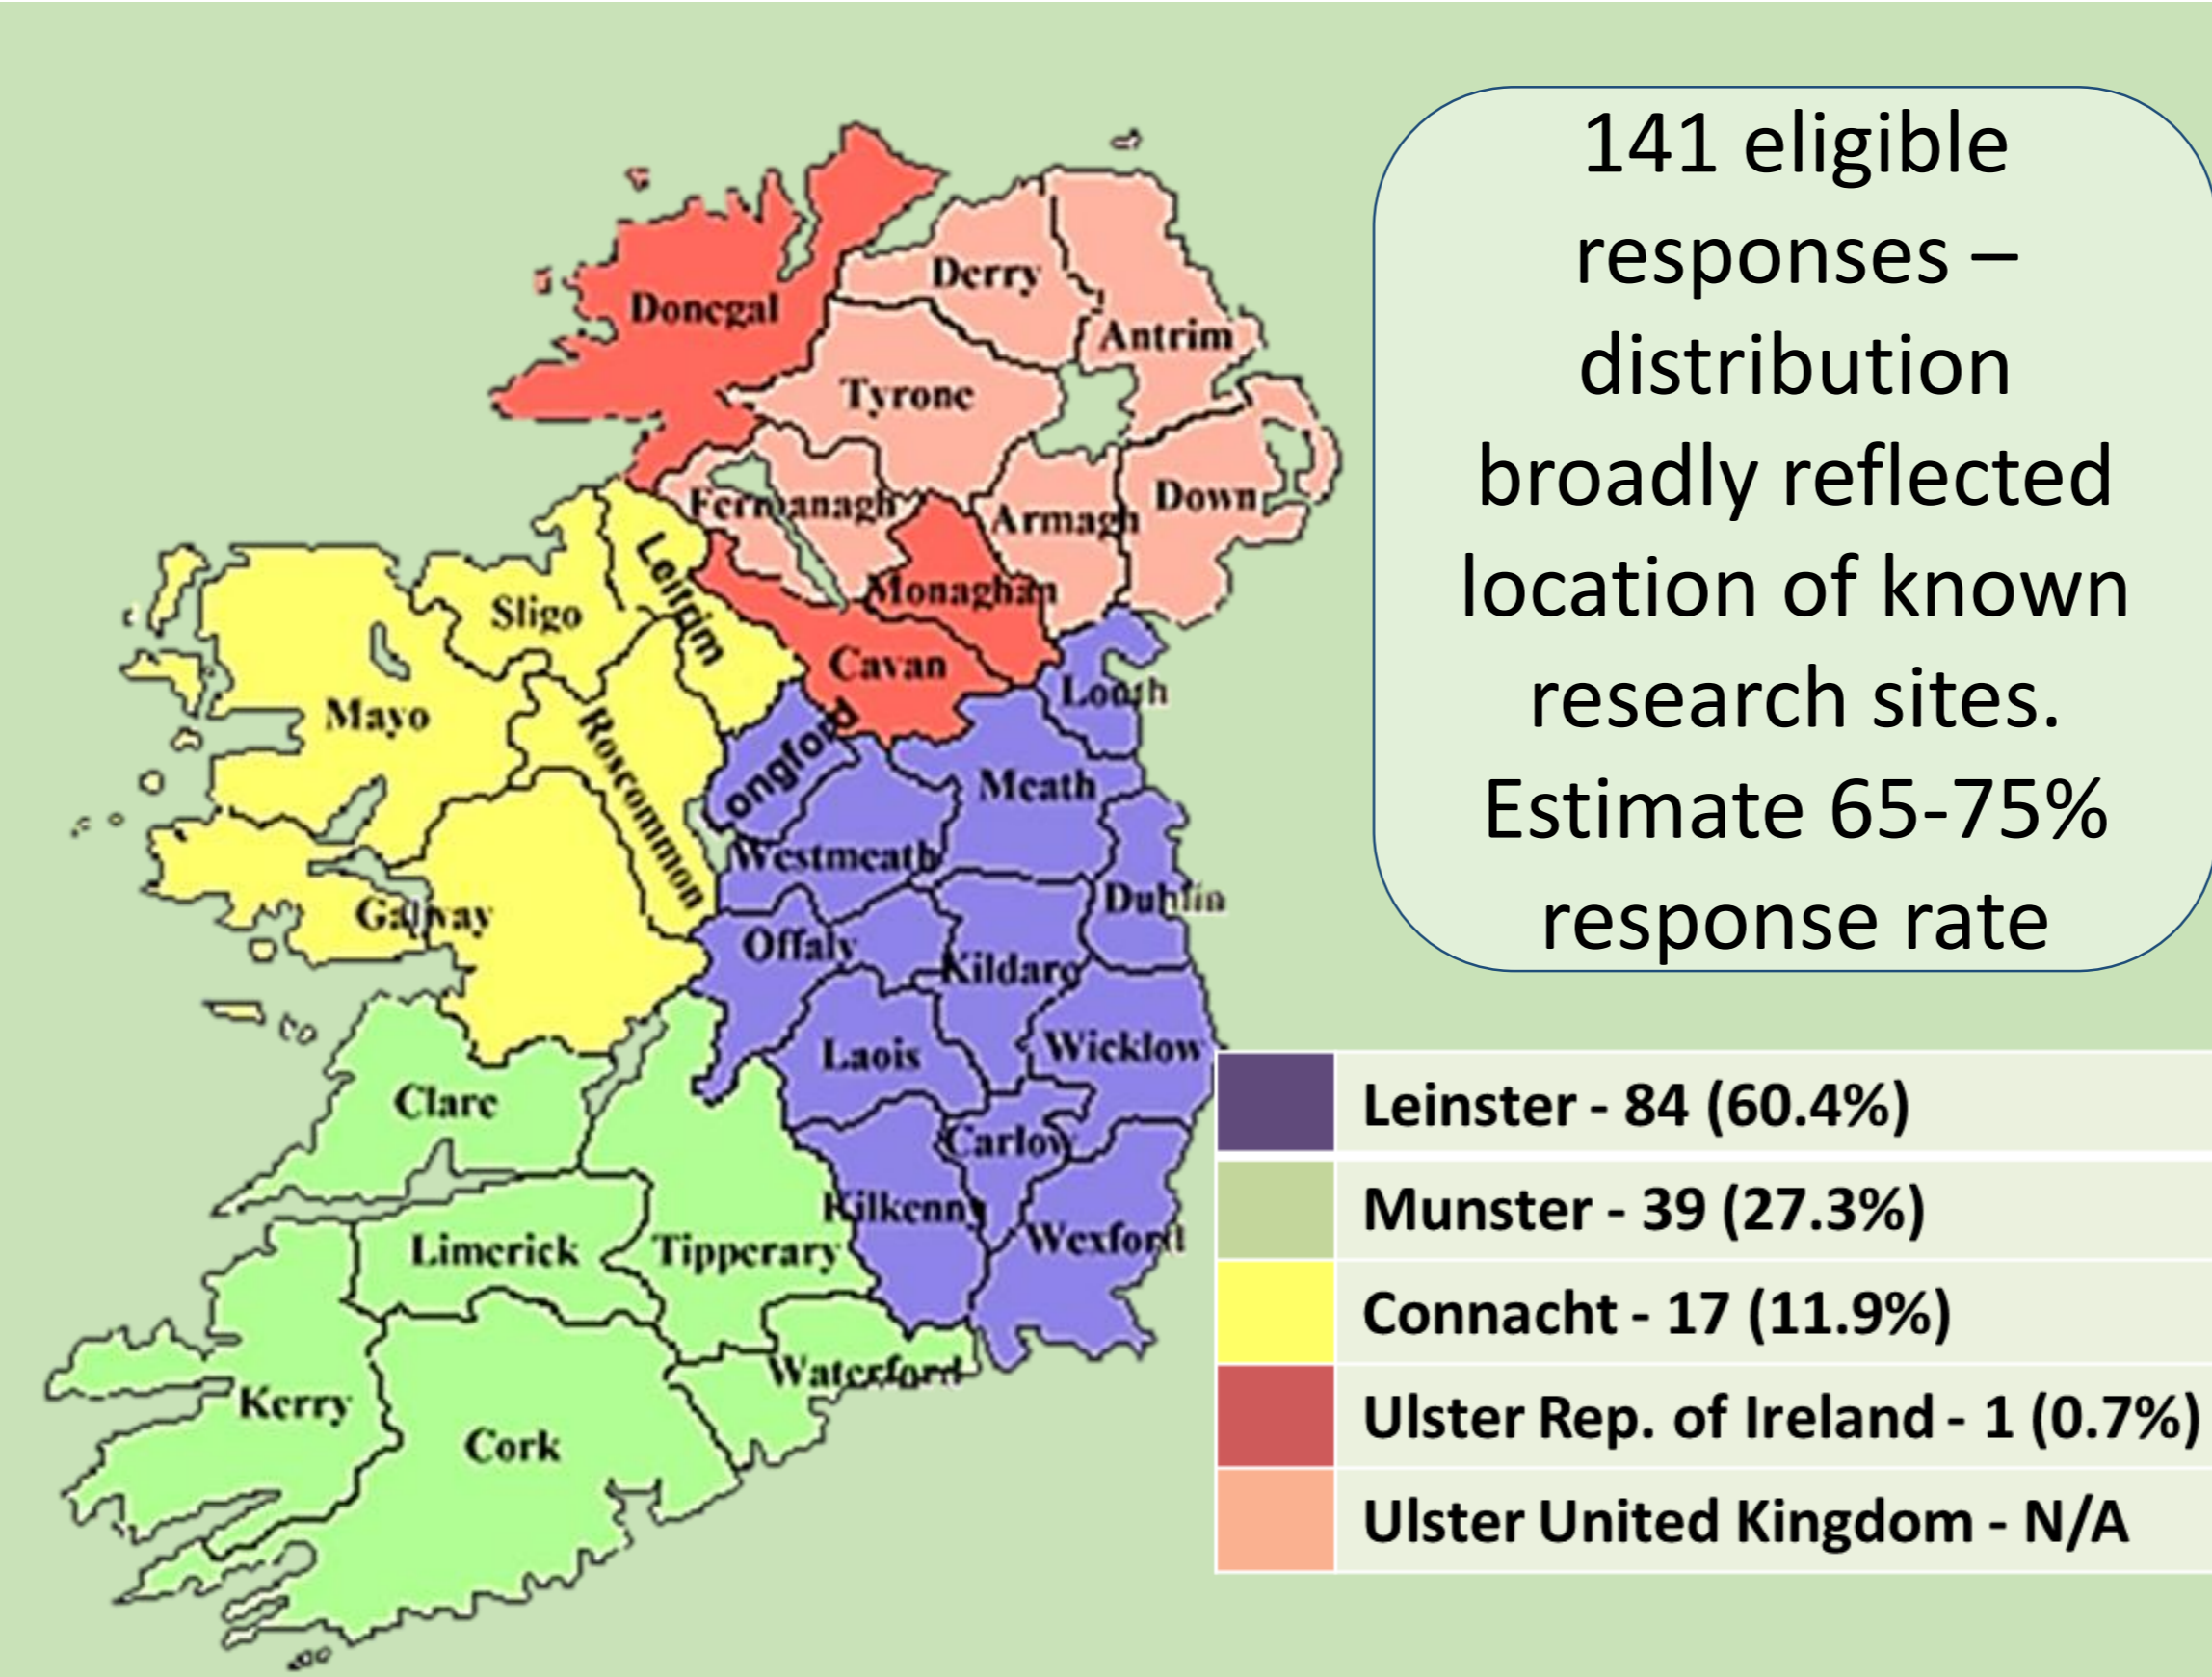 141 eligible
responses –
distribution
broadly reflected
location of known
research sites.
Estimate 65-75%
response rate
Donegal
Derry
Antrim
Tyrone
Fermanagh
Armagh
Down
Monaghan
Leitrim
Sligo
Cavan
Louth
Mayo
Roscommon
ongford
Meath
Westmeath
Dublin
Galway
Offaly
Kildare
Laois
Wicklow
Clare
Carlow
Kilkenny
Limerick
Tipperary
Wexford
Waterford
Kerry
Cork
Leinster - 84 (60.4%)
Munster - 39 (27.3%)
Connacht - 17 (11.9%)
Ulster Rep. of Ireland - 1 (0.7%)
Ulster United Kingdom - N/A